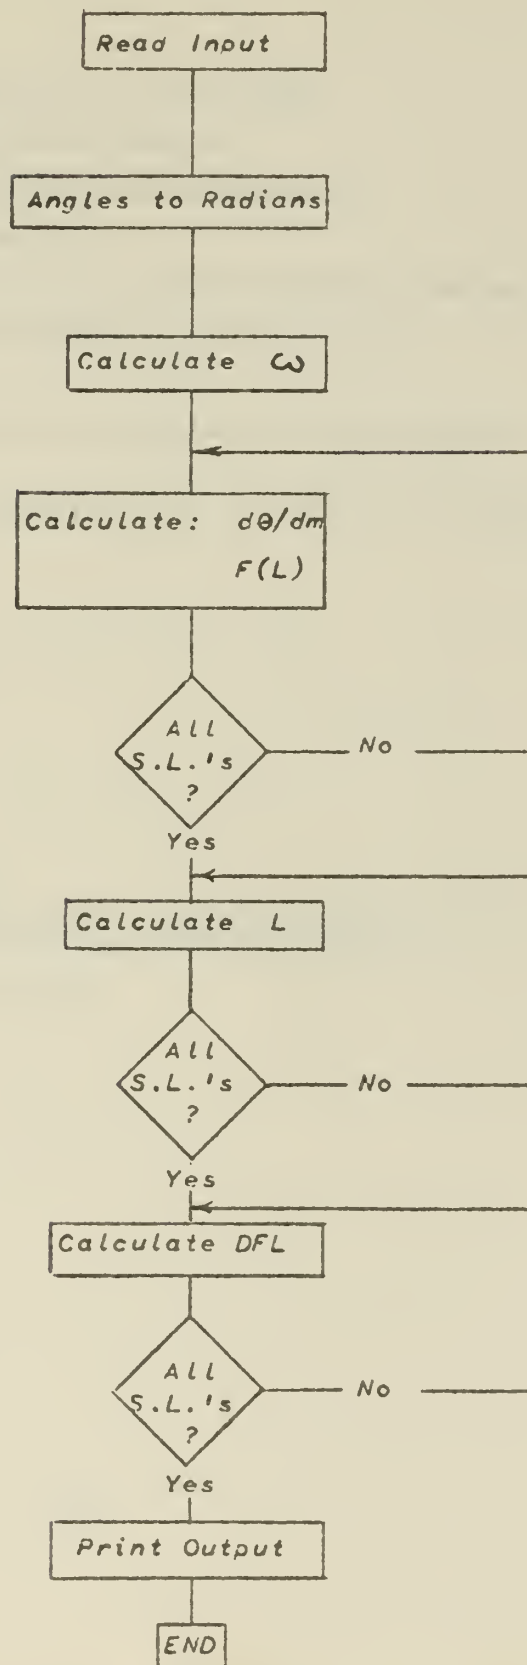 Read Input
Angles to Radians
Calculate ω
Calculate: dθ/dm
F(L)
All
S.L.'s
?
No
Yes
Calculate L
All
S.L.'s
?
No
Yes
Calculate DFL
All
S.L.'s
?
No
Yes
Print Output
END